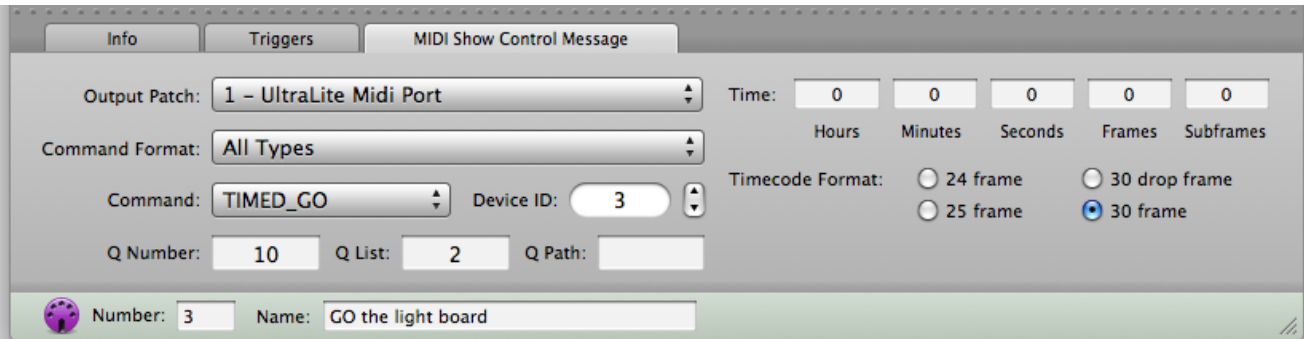 Info Triggers MIDI Show Control Message
Output Patch: 1 – UltraLite Midi Port Time: 0 0 0 0 0
Hours Minutes Seconds Frames Subframes
Command Format: All Types
Timecode Format: 24 frame 30 drop frame
Command: TIMED_GO Device ID: 3 25 frame 30 frame
Q Number: 10 Q List: 2 Q Path:
Number: 3 Name: GO the light board